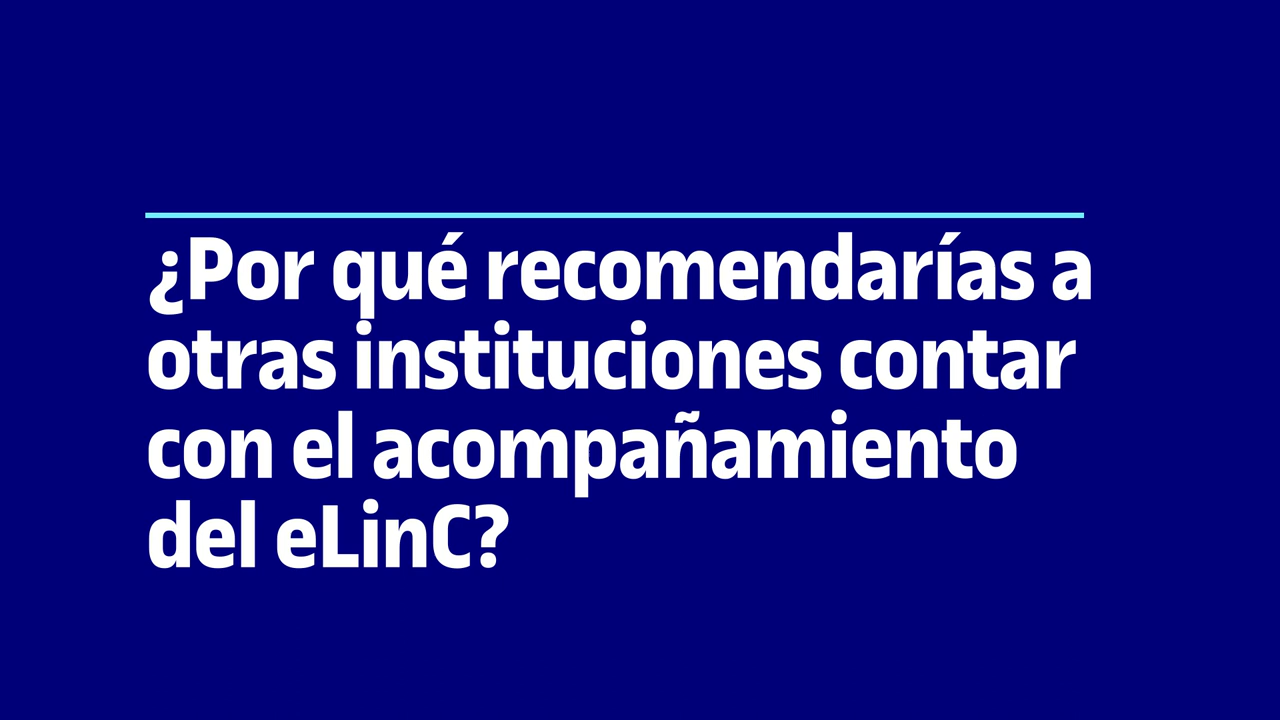 ¿Por qué recomendarías a
otras instituciones contar
con el acompañamiento
del eLinC?